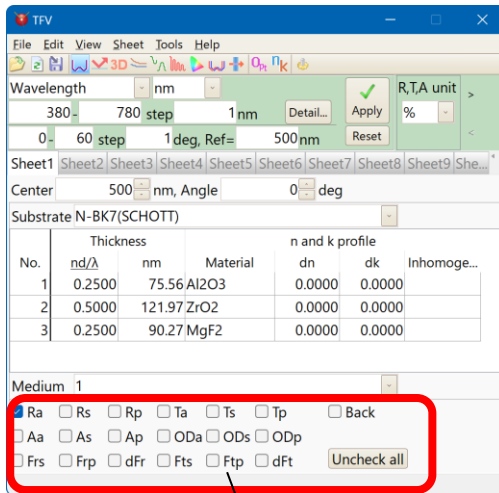 TFV
File Edit View Sheet Tools Help
3D Opt nk
Wavelength nm R,T,A unit >
380 - 780 step 1 nm Detail... Apply %
0 - 60 step 1 deg, Ref= 500 nm Reset <
Sheet1 Sheet2 Sheet3 Sheet4 Sheet5 Sheet6 Sheet7 Sheet8 Sheet9 She...
Center 500 nm, Angle 0 deg
Substrate N-BK7(SCHOTT)
Thickness n and k profile
No. nd/λ nm Material dn dk Inhomoge...
1 0.2500 75.56 Al2O3 0.0000 0.0000
2 0.5000 121.97 ZrO2 0.0000 0.0000
3 0.2500 90.27 MgF2 0.0000 0.0000
Medium 1
Ra Rs Rp Ta Ts Tp Back
Aa As Ap ODa ODs ODp
Frs Frp dFr Fts Ftp dFt Uncheck all